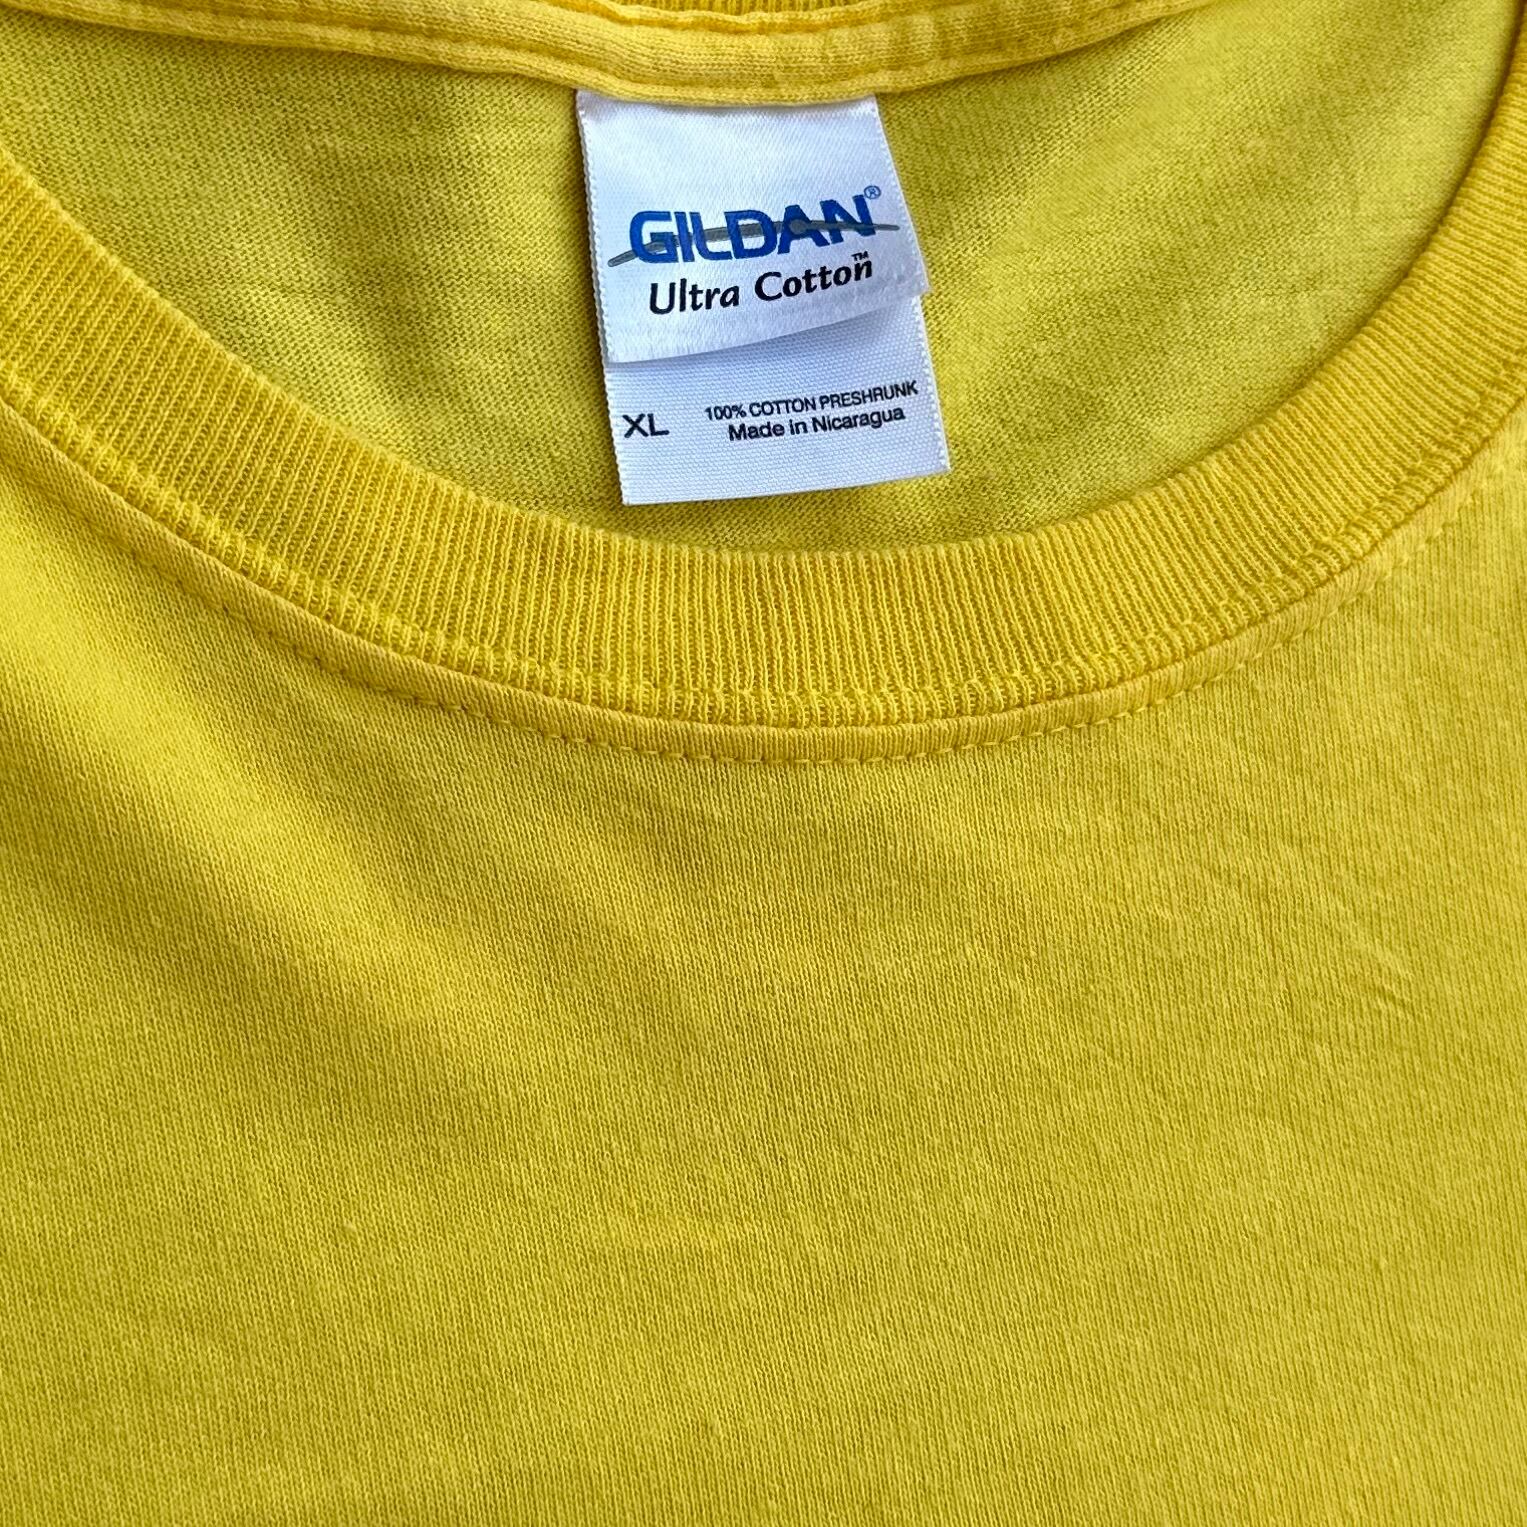 GILDAN®
Ultra Cotton™
XL 100% COTTON PRESHRUNK
Made in Nicaragua